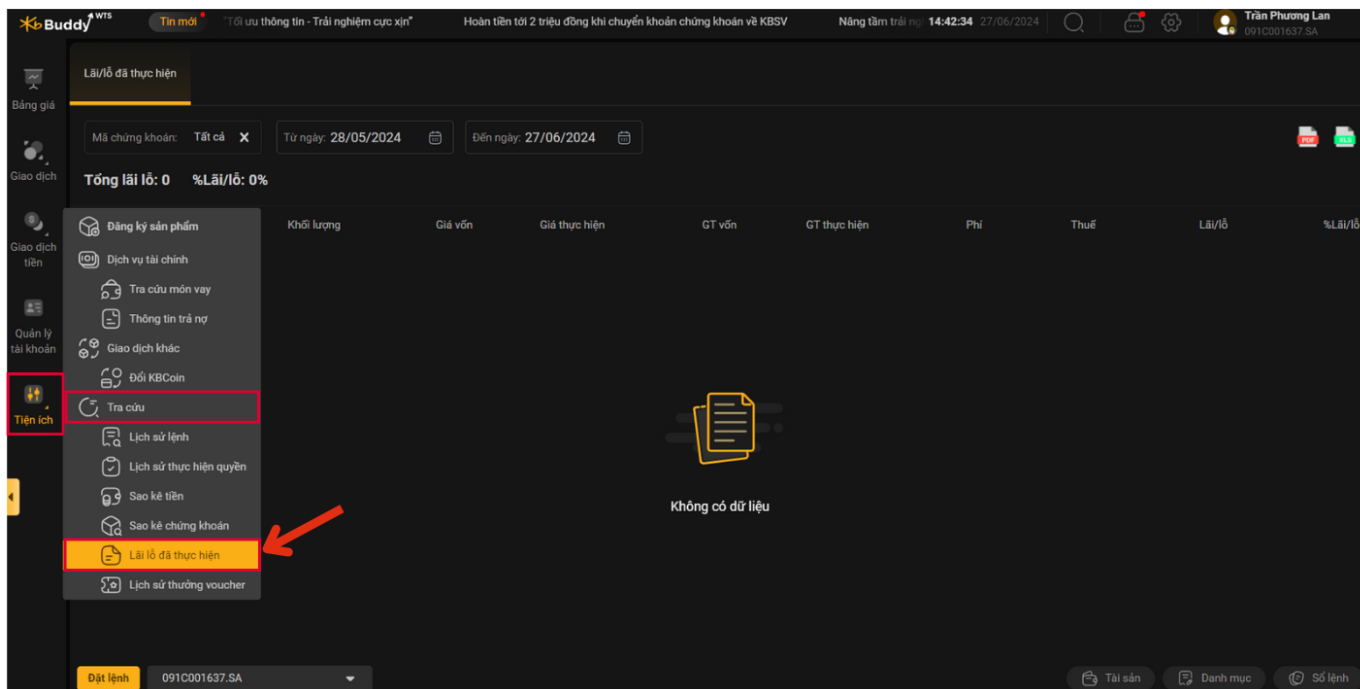 KbBuddy WTS
Tin mới "Tối ưu thông tin - Trải nghiệm cực xịn" Hoàn tiền tới 2 triệu đồng khi chuyển khoản chứng khoán về KBSV Nâng tầm trải 14:42:34 27/06/2024
Trần Phương Lan
091C001637.SA
Bảng giá
Giao dịch
Giao dịch
tiền
Quản lý
tài khoản
Tiện ích
Lãi/lỗ đã thực hiện
Mã chứng khoán: Tất cả X Từ ngày: 28/05/2024 Đến ngày: 27/06/2024
PDF XLS
Tổng lãi lỗ: 0 %Lãi/lỗ: 0%
Khối lượng Giá vốn Giá thực hiện GT vốn GT thực hiện Phí Thuế Lãi/lỗ %Lãi/lỗ
Đăng ký sản phẩm
Dịch vụ tài chính
Tra cứu món vay
Thông tin trả nợ
Giao dịch khác
Đổi KBCoin
Tra cứu
Lịch sử lệnh
Lịch sử thực hiện quyền
Sao kê tiền
Sao kê chứng khoán
Lãi lỗ đã thực hiện
Lịch sử thưởng voucher
Không có dữ liệu
Đặt lệnh 091C001637.SA Tài sản Danh mục Sổ lệnh